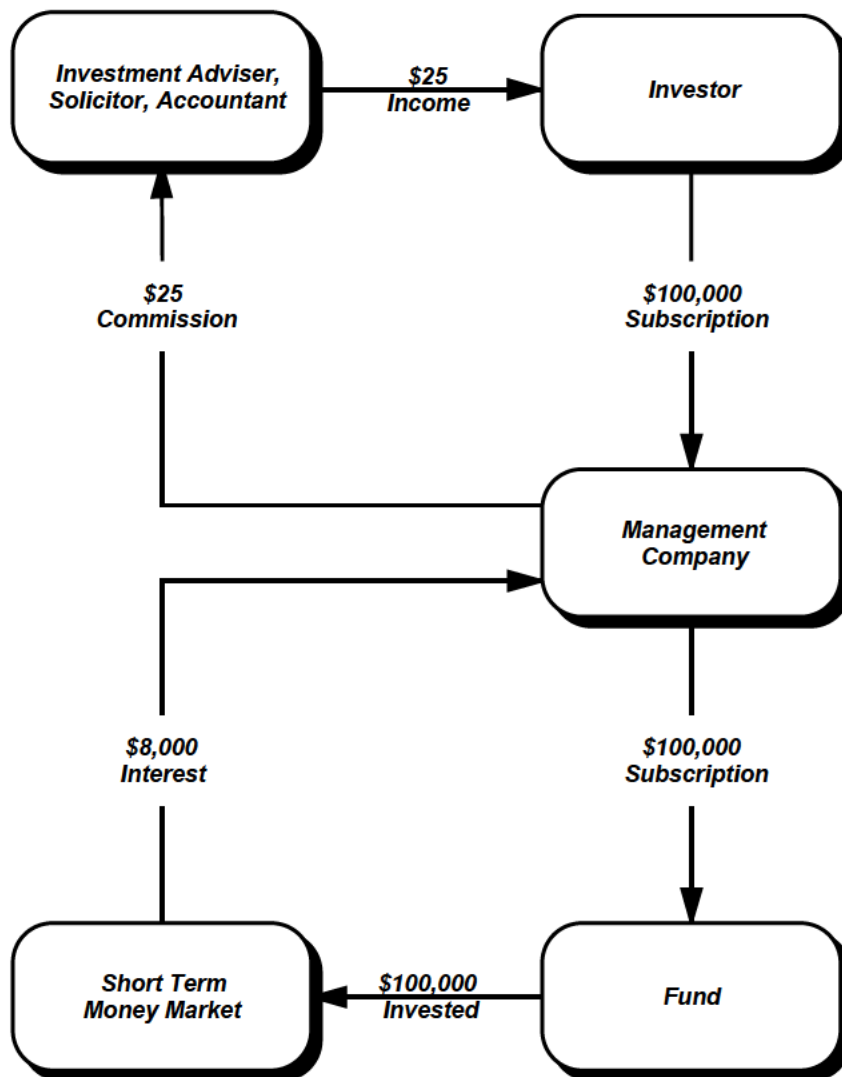 Investment Adviser,
Solicitor, Accountant
$25
Income
Investor
$25
Commission
$100,000
Subscription
Management
Company
$8,000
Interest
$100,000
Subscription
Short Term
Money Market
$100,000
Invested
Fund